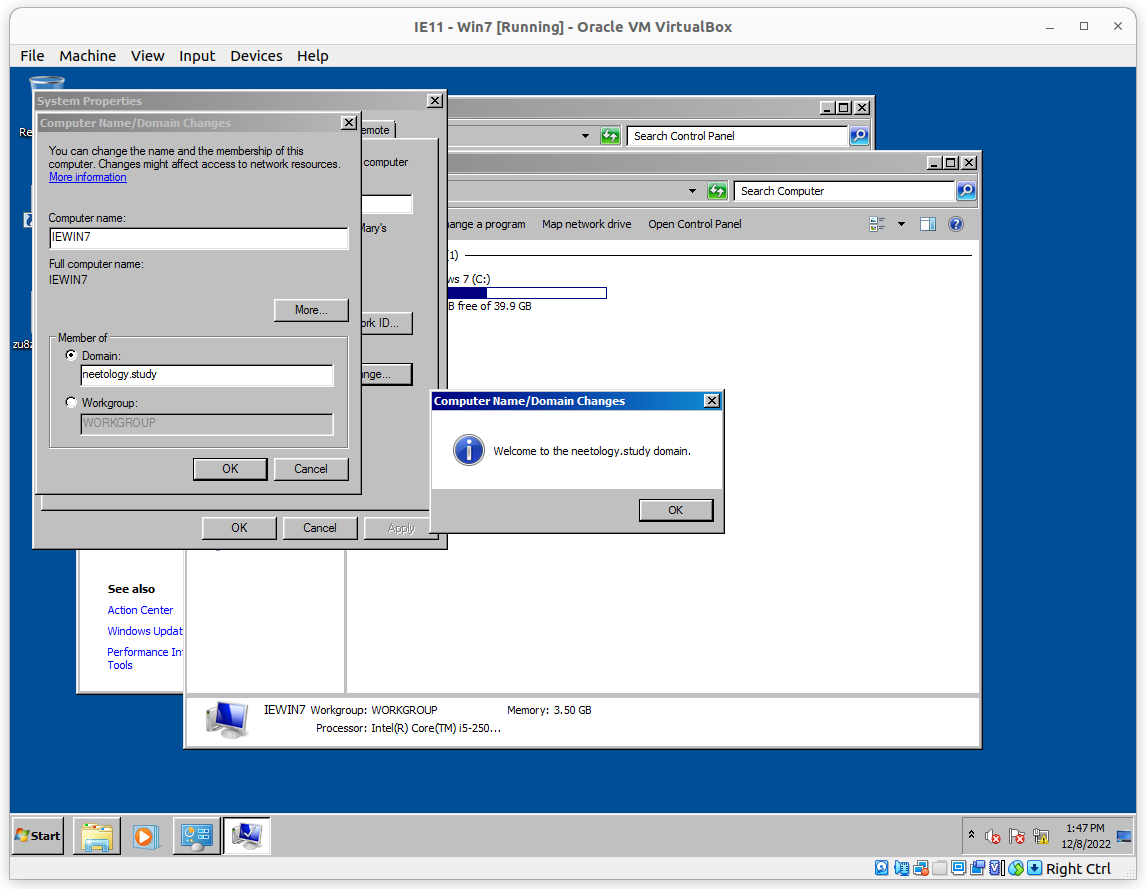 IE11 - Win7 [Running] - Oracle VM VirtualBox
File Machine View Input Devices Help
System Properties
Computer Name/Domain Changes
You can change the name and the membership of this
computer. Changes might affect access to network resources.
More information
Computer name:
IEWIN7
Full computer name:
IEWIN7
More...
Member of
Domain:
neetology.study
Workgroup:
WORKGROUP
OK Cancel
emote
computer
Mary's
ork ID...
nge...
OK Cancel Apply
Search Control Panel
Search Computer
ange a program Map network drive Open Control Panel
(1)
ws 7 (C:)
B free of 39.9 GB
Computer Name/Domain Changes
Welcome to the neetology.study domain.
OK
Re
zu8
See also
Action Center
Windows Updat
Performance In
Tools
IEWIN7 Workgroup: WORKGROUP Memory: 3.50 GB
Processor: Intel(R) Core(TM) i5-250...
Start
1:47 PM
12/8/2022
Right Ctrl